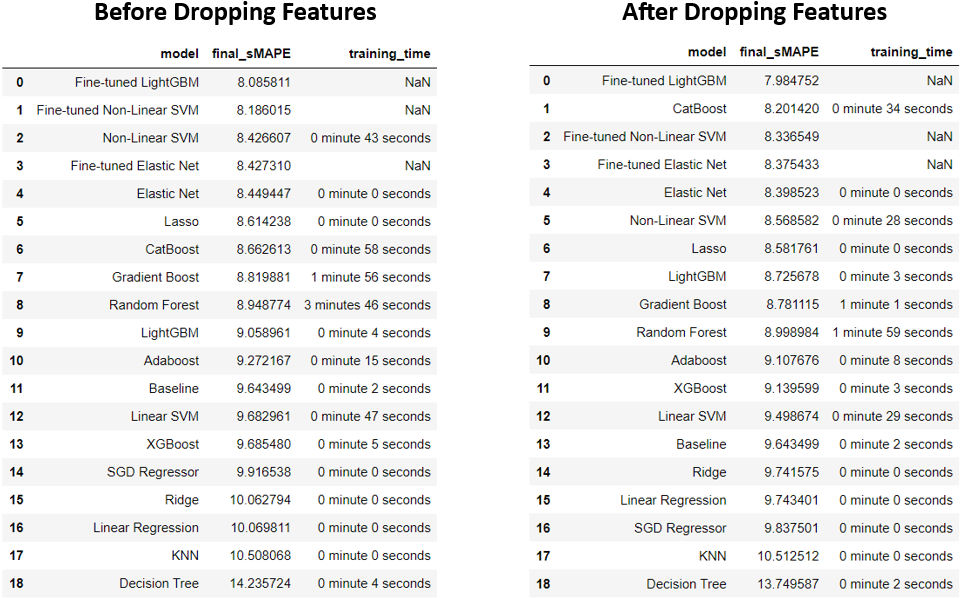 Before Dropping Features
model final_sMAPE training_time
0 Fine-tuned LightGBM 8.085811 NaN
1 Fine-tuned Non-Linear SVM 8.186015 NaN
2 Non-Linear SVM 8.426607 0 minute 43 seconds
3 Fine-tuned Elastic Net 8.427310 NaN
4 Elastic Net 8.449447 0 minute 0 seconds
5 Lasso 8.614238 0 minute 0 seconds
6 CatBoost 8.662613 0 minute 58 seconds
7 Gradient Boost 8.819881 1 minute 56 seconds
8 Random Forest 8.948774 3 minutes 46 seconds
9 LightGBM 9.058961 0 minute 4 seconds
10 Adaboost 9.272167 0 minute 15 seconds
11 Baseline 9.643499 0 minute 2 seconds
12 Linear SVM 9.682961 0 minute 47 seconds
13 XGBoost 9.685480 0 minute 5 seconds
14 SGD Regressor 9.916538 0 minute 0 seconds
15 Ridge 10.062794 0 minute 0 seconds
16 Linear Regression 10.069811 0 minute 0 seconds
17 KNN 10.508068 0 minute 0 seconds
18 Decision Tree 14.235724 0 minute 4 seconds
After Dropping Features
model final_sMAPE training_time
0 Fine-tuned LightGBM 7.984752 NaN
1 CatBoost 8.201420 0 minute 34 seconds
2 Fine-tuned Non-Linear SVM 8.336549 NaN
3 Fine-tuned Elastic Net 8.375433 NaN
4 Elastic Net 8.398523 0 minute 0 seconds
5 Non-Linear SVM 8.568582 0 minute 28 seconds
6 Lasso 8.581761 0 minute 0 seconds
7 LightGBM 8.725678 0 minute 3 seconds
8 Gradient Boost 8.781115 1 minute 1 seconds
9 Random Forest 8.998984 1 minute 59 seconds
10 Adaboost 9.107676 0 minute 8 seconds
11 XGBoost 9.139599 0 minute 3 seconds
12 Linear SVM 9.498674 0 minute 29 seconds
13 Baseline 9.643499 0 minute 2 seconds
14 Ridge 9.741575 0 minute 0 seconds
15 Linear Regression 9.743401 0 minute 0 seconds
16 SGD Regressor 9.837501 0 minute 0 seconds
17 KNN 10.512512 0 minute 0 seconds
18 Decision Tree 13.749587 0 minute 2 seconds